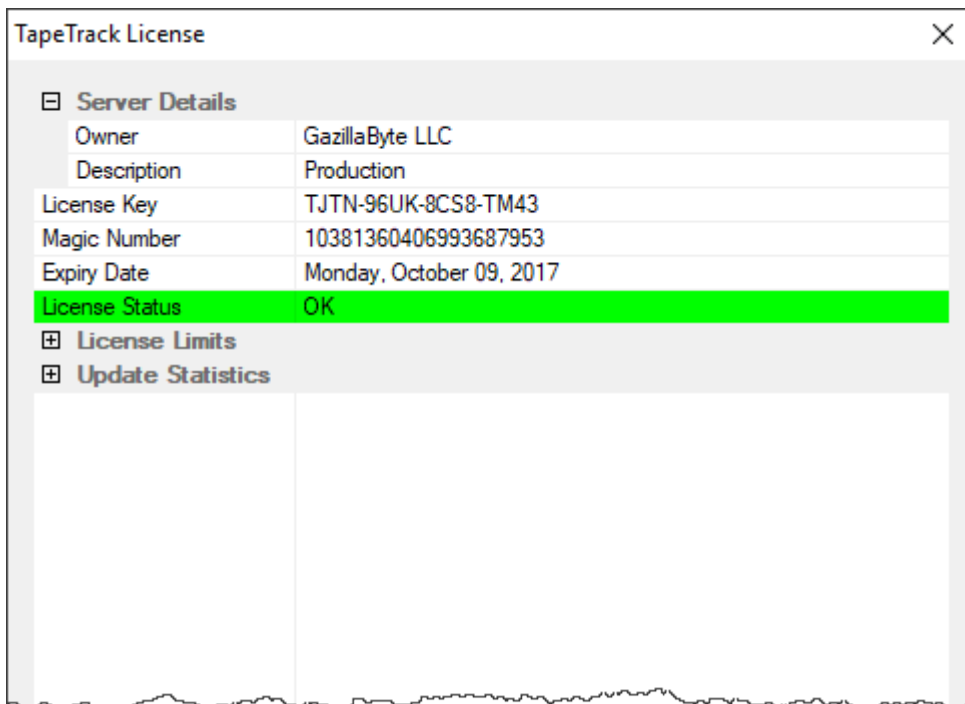 TapeTrack License
Server Details
Owner GazillaByte LLC
Description Production
License Key TJTN-96UK-8CS8-TM43
Magic Number 10381360406993687953
Expiry Date Monday, October 09, 2017
License Status OK
License Limits
Update Statistics